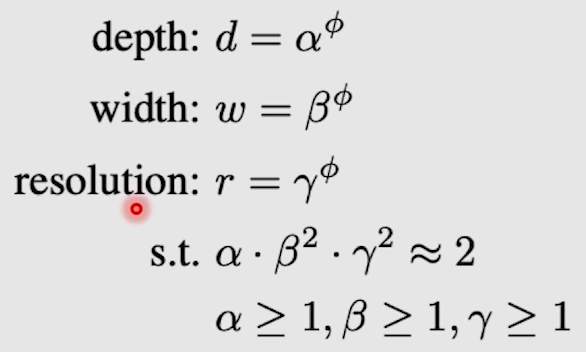 depth: d = α^ϕ
width: w = β^ϕ
resolution: r = γ^ϕ
s.t. α · β² · γ² ≈ 2
α ≥ 1, β ≥ 1, γ ≥ 1